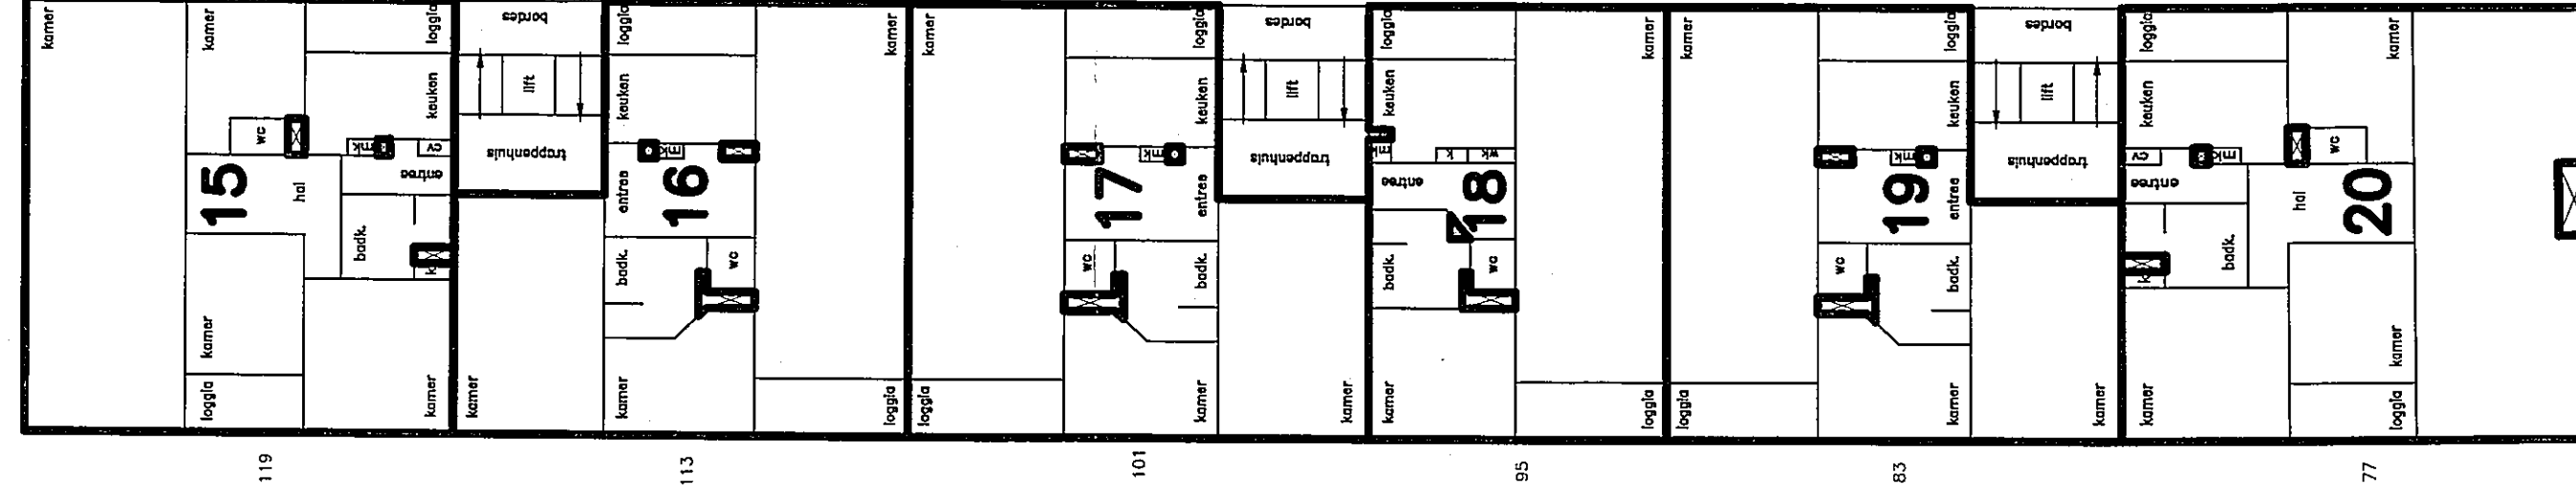 kamer
kamer
loggia
wc
mk
cv
keuken
15
hal
entree
badk.
k
kamer
loggia
kamer
119
bordes
lift
trappenhuis
kamer
loggia
keuken
mk
entree
16
badk.
wc
kamer
kamer
loggia
113
kamer
loggia
keuken
mk
17
entree
wc
badk.
loggia
kamer
101
bordes
lift
trappenhuis
kamer
loggia
keuken
mk
k
wk
entree
18
badk.
wc
kamer
kamer
loggia
95
kamer
loggia
keuken
mk
19
entree
wc
badk.
loggia
kamer
83
bordes
lift
trappenhuis
kamer
loggia
keuken
kamer
cv
mk
wc
entree
hal
20
badk.
k
kamer
kamer
loggia
77